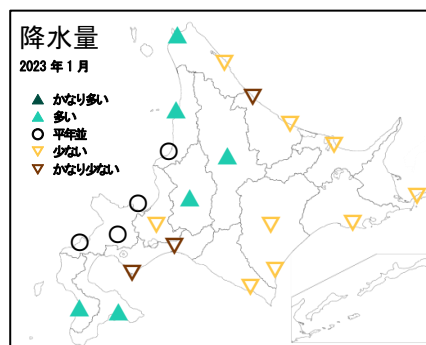 降水量
2023 年 1 月
かなり多い
多い
平年並
少ない
かなり少ない